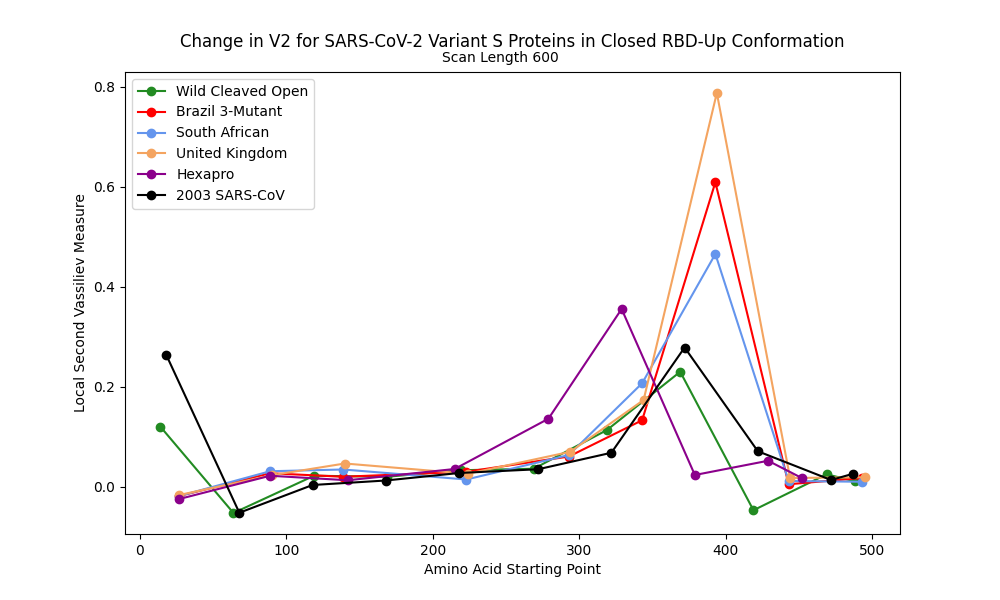 Change in V2 for SARS-CoV-2 Variant S Proteins in Closed RBD-Up Conformation
Scan Length 600
Wild Cleaved Open
Brazil 3-Mutant
South African
United Kingdom
Hexapro
2003 SARS-CoV
Local Second Vassiliev Measure
0.8
0.6
0.4
0.2
0.0
0
100
200
300
400
500
Amino Acid Starting Point